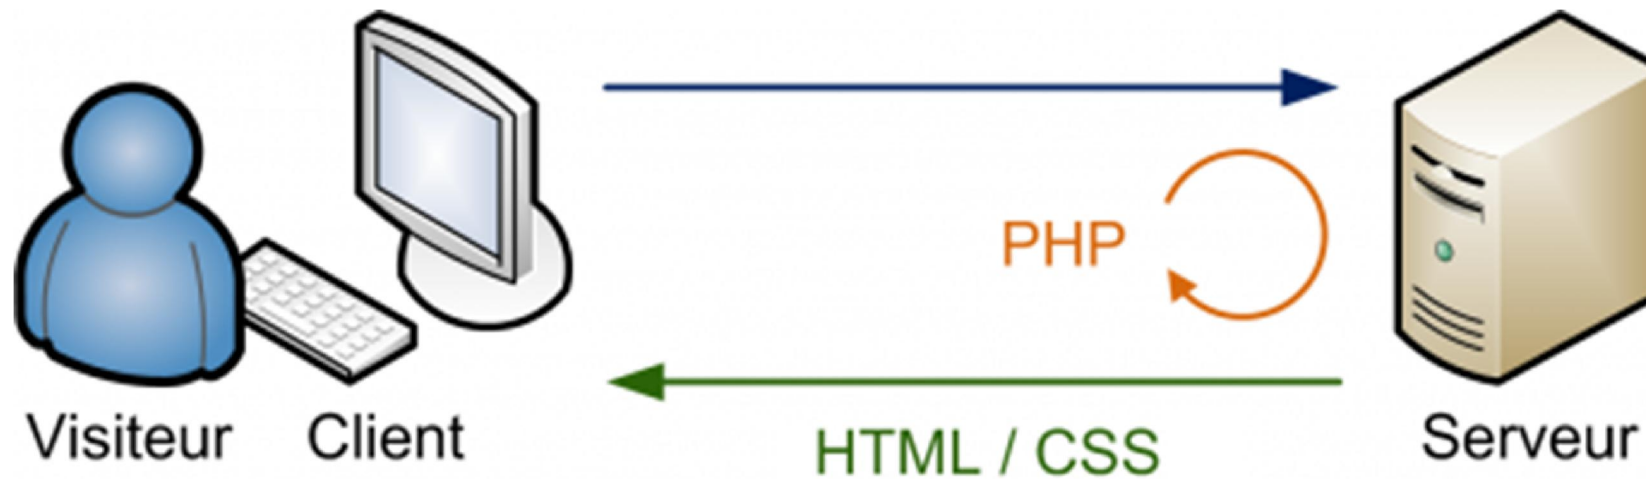 PHP
Visiteur
Client
HTML / CSS
Serveur